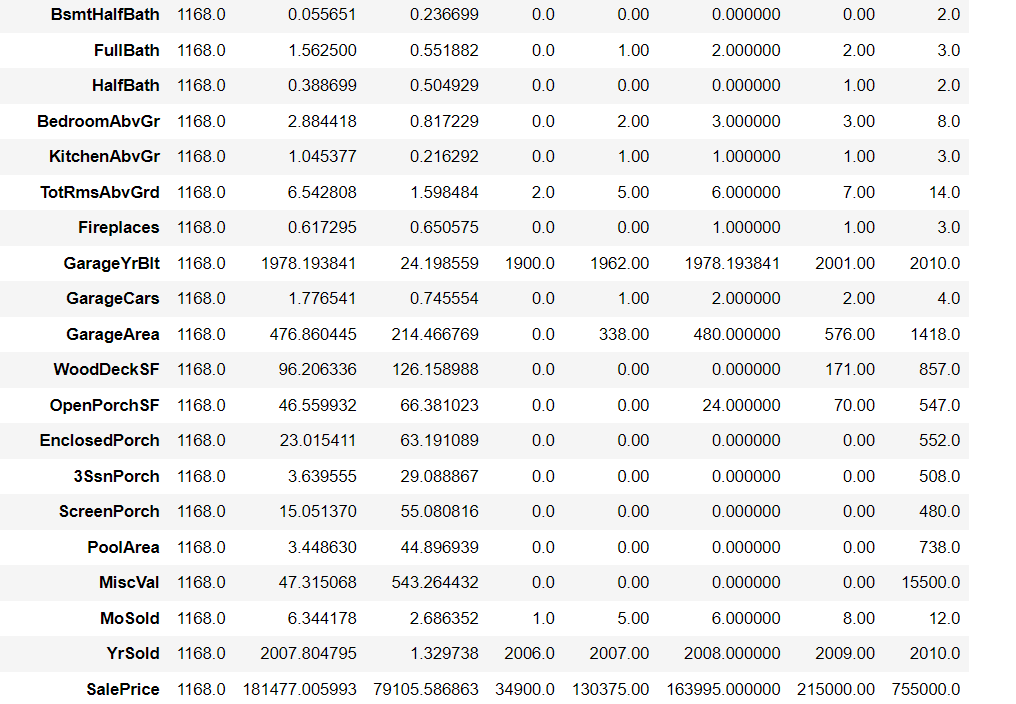 BsmtHalfBath 1168.0 0.055651 0.236699 0.0 0.00 0.000000 0.00 2.0
FullBath 1168.0 1.562500 0.551882 0.0 1.00 2.000000 2.00 3.0
HalfBath 1168.0 0.388699 0.504929 0.0 0.00 0.000000 1.00 2.0
BedroomAbvGr 1168.0 2.884418 0.817229 0.0 2.00 3.000000 3.00 8.0
KitchenAbvGr 1168.0 1.045377 0.216292 0.0 1.00 1.000000 1.00 3.0
TotRmsAbvGrd 1168.0 6.542808 1.598484 2.0 5.00 6.000000 7.00 14.0
Fireplaces 1168.0 0.617295 0.650575 0.0 0.00 1.000000 1.00 3.0
GarageYrBlt 1168.0 1978.193841 24.198559 1900.0 1962.00 1978.193841 2001.00 2010.0
GarageCars 1168.0 1.776541 0.745554 0.0 1.00 2.000000 2.00 4.0
GarageArea 1168.0 476.860445 214.466769 0.0 338.00 480.000000 576.00 1418.0
WoodDeckSF 1168.0 96.206336 126.158988 0.0 0.00 0.000000 171.00 857.0
OpenPorchSF 1168.0 46.559932 66.381023 0.0 0.00 24.000000 70.00 547.0
EnclosedPorch 1168.0 23.015411 63.191089 0.0 0.00 0.000000 0.00 552.0
3SsnPorch 1168.0 3.639555 29.088867 0.0 0.00 0.000000 0.00 508.0
ScreenPorch 1168.0 15.051370 55.080816 0.0 0.00 0.000000 0.00 480.0
PoolArea 1168.0 3.448630 44.896939 0.0 0.00 0.000000 0.00 738.0
MiscVal 1168.0 47.315068 543.264432 0.0 0.00 0.000000 0.00 15500.0
MoSold 1168.0 6.344178 2.686352 1.0 5.00 6.000000 8.00 12.0
YrSold 1168.0 2007.804795 1.329738 2006.0 2007.00 2008.000000 2009.00 2010.0
SalePrice 1168.0 181477.005993 79105.586863 34900.0 130375.00 163995.000000 215000.00 755000.0